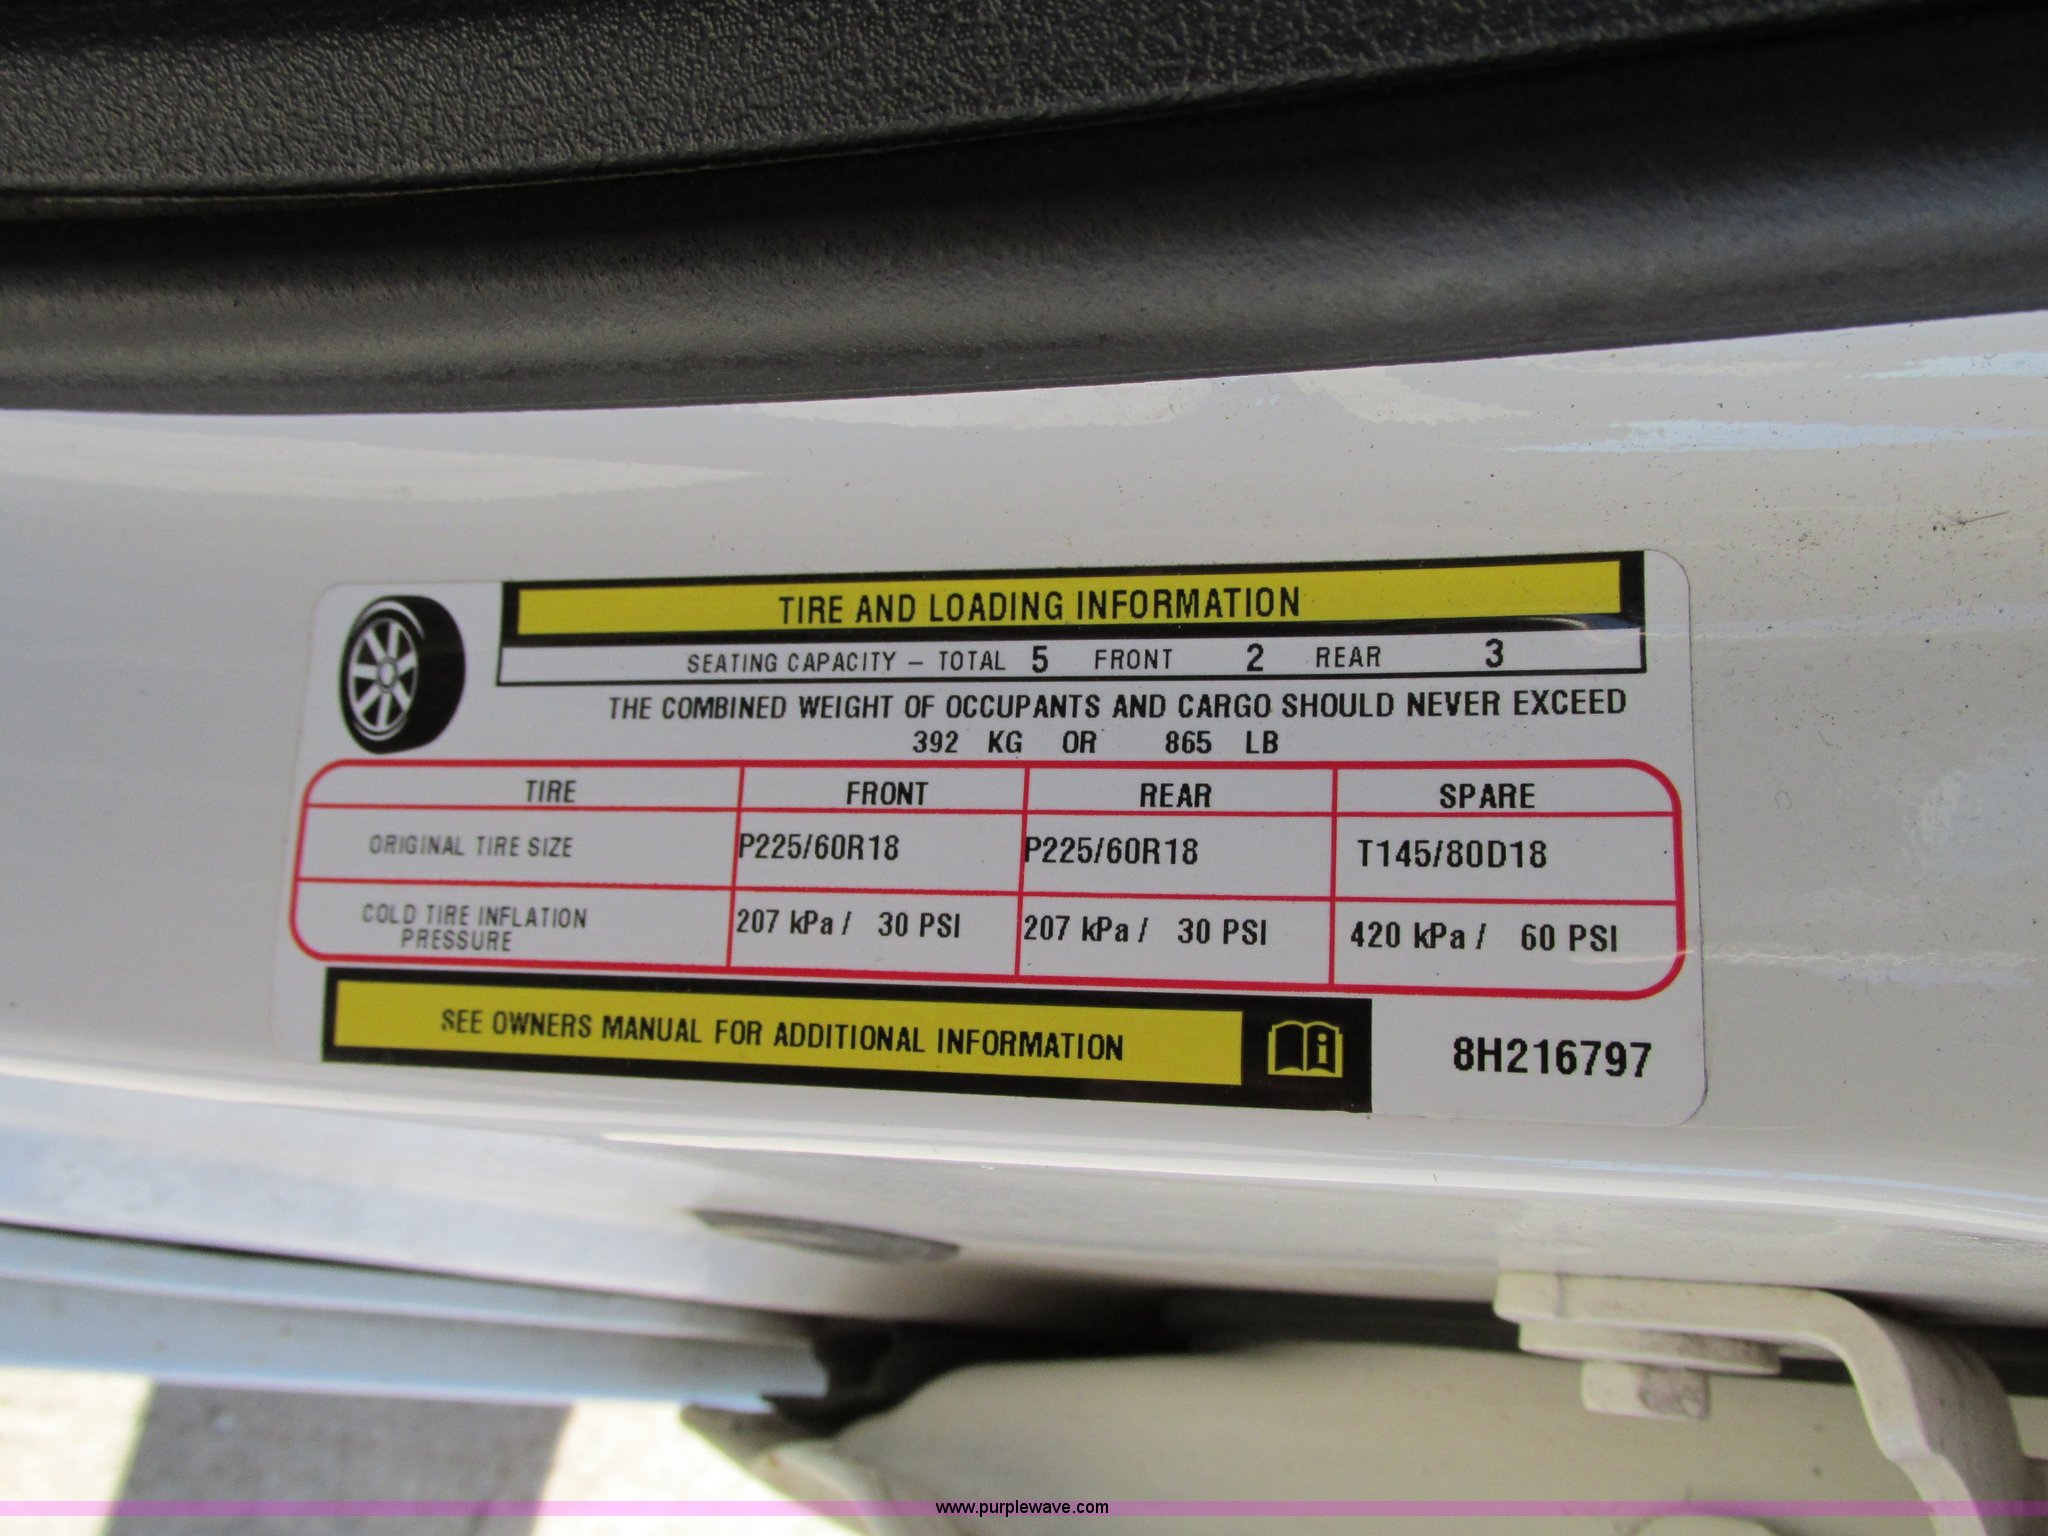 TIRE AND LOADING INFORMATION
SEATING CAPACITY – TOTAL 5 FRONT 2 REAR 3
THE COMBINED WEIGHT OF OCCUPANTS AND CARGO SHOULD NEVER EXCEED
392 KG OR 865 LB
TIRE FRONT REAR SPARE
ORIGINAL TIRE SIZE P225/60R18 P225/60R18 T145/80D18
COLD TIRE INFLATION PRESSURE 207 kPa / 30 PSI 207 kPa / 30 PSI 420 kPa / 60 PSI
SEE OWNERS MANUAL FOR ADDITIONAL INFORMATION
8H216797
www.purplewave.com